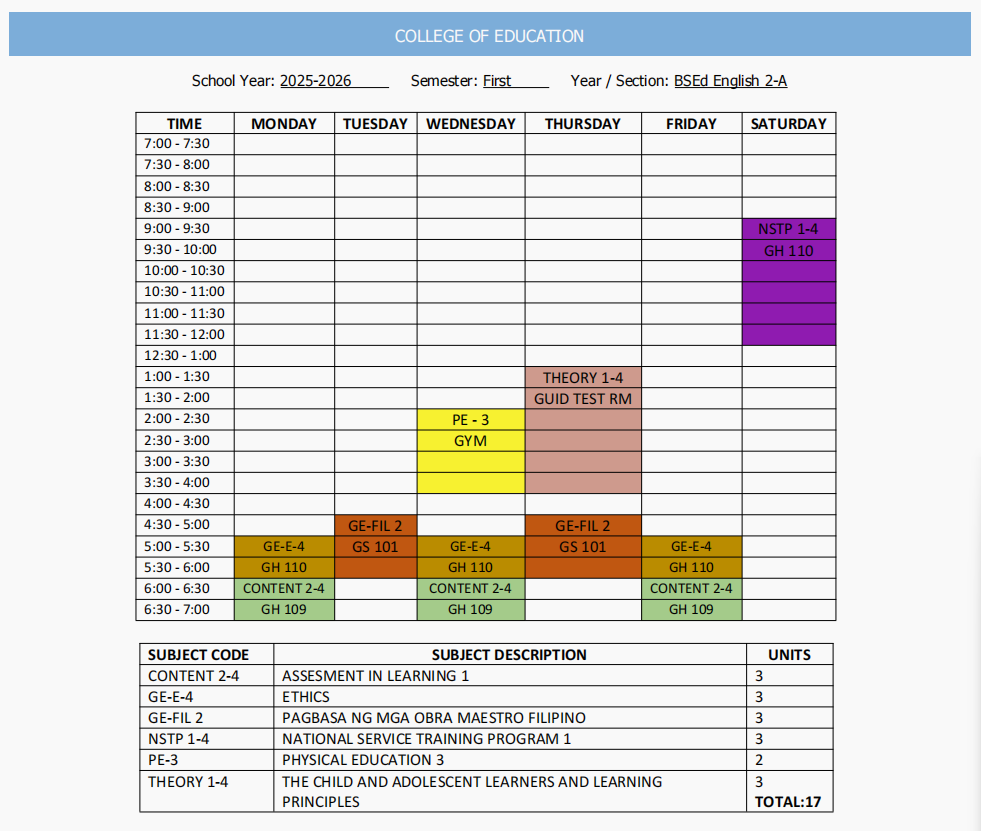 COLLEGE OF EDUCATION
School Year: 2025-2026 Semester: First Year / Section: BSEd English 2-A
TIME MONDAY TUESDAY WEDNESDAY THURSDAY FRIDAY SATURDAY
7:00 - 7:30
7:30 - 8:00
8:00 - 8:30
8:30 - 9:00
9:00 - 9:30 NSTP 1-4
9:30 - 10:00 GH 110
10:00 - 10:30
10:30 - 11:00
11:00 - 11:30
11:30 - 12:00
12:30 - 1:00
1:00 - 1:30 THEORY 1-4
1:30 - 2:00 GUID TEST RM
2:00 - 2:30 PE - 3
2:30 - 3:00 GYM
3:00 - 3:30
3:30 - 4:00
4:00 - 4:30
4:30 - 5:00 GE-FIL 2 GE-FIL 2
5:00 - 5:30 GE-E-4 GS 101 GE-E-4 GS 101 GE-E-4
5:30 - 6:00 GH 110 GH 110 GH 110
6:00 - 6:30 CONTENT 2-4 CONTENT 2-4 CONTENT 2-4
6:30 - 7:00 GH 109 GH 109 GH 109
SUBJECT CODE SUBJECT DESCRIPTION UNITS
CONTENT 2-4 ASSESMENT IN LEARNING 1 3
GE-E-4 ETHICS 3
GE-FIL 2 PAGBASA NG MGA OBRA MAESTRO FILIPINO 3
NSTP 1-4 NATIONAL SERVICE TRAINING PROGRAM 1 3
PE-3 PHYSICAL EDUCATION 3 2
THEORY 1-4 THE CHILD AND ADOLESCENT LEARNERS AND LEARNING 3
PRINCIPLES TOTAL:17